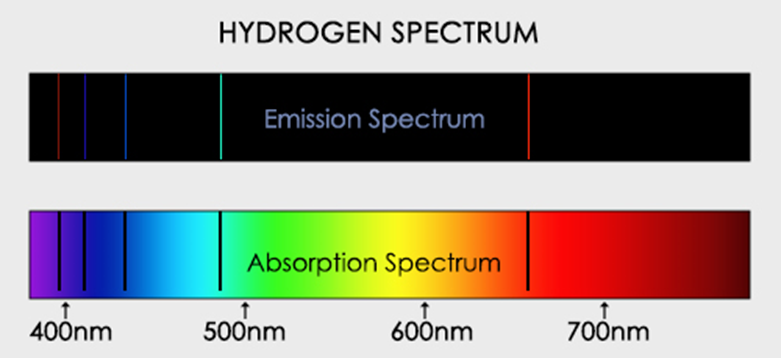 HYDROGEN SPECTRUM
Emission Spectrum
Absorption Spectrum
400nm 500nm 600nm 700nm